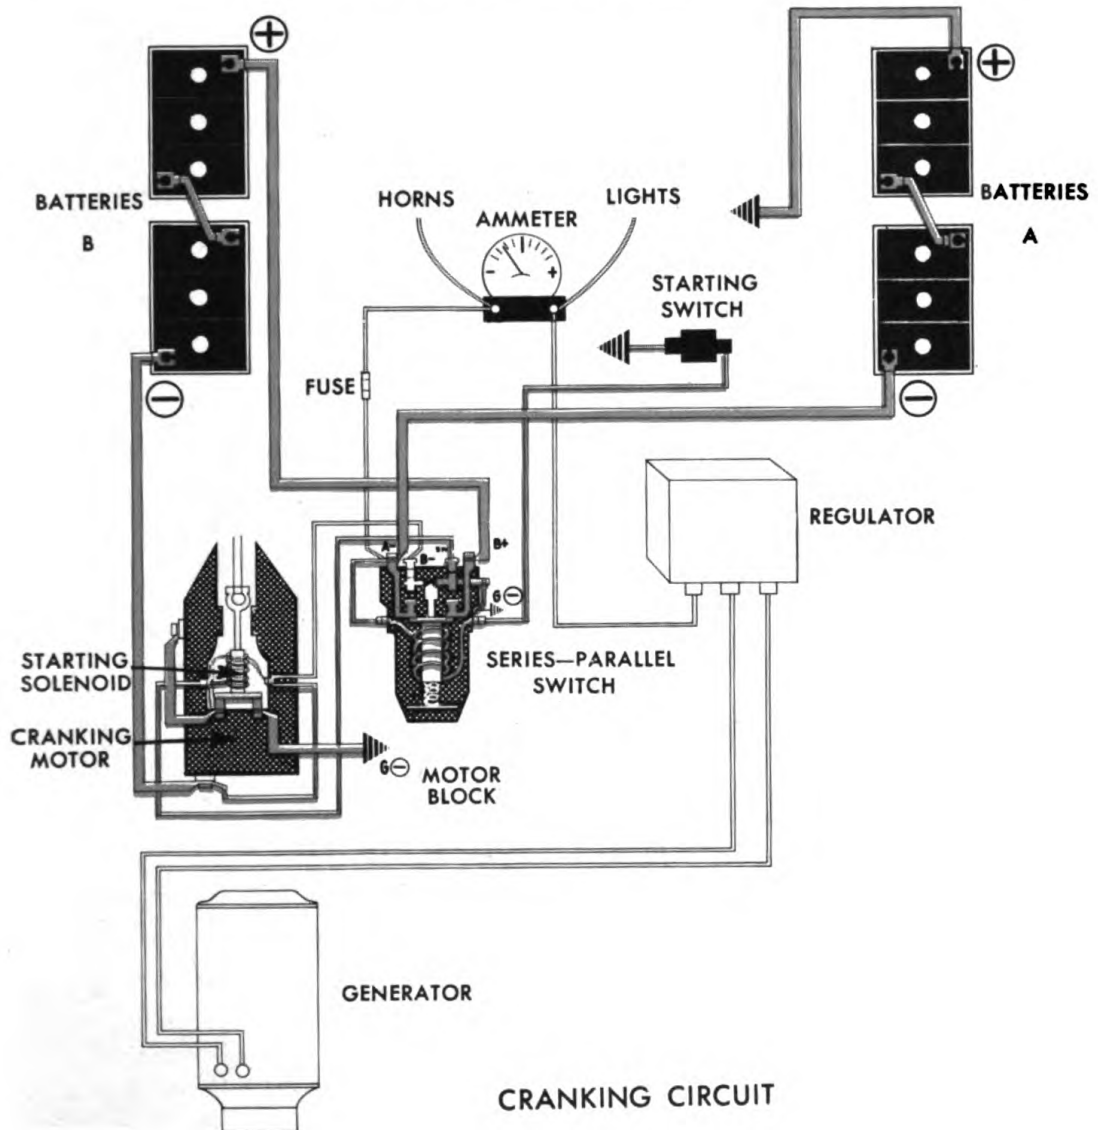 +
+
BATTERIES
B
BATTERIES
A
HORNS
AMMETER
LIGHTS
- +
STARTING
SWITCH
FUSE
−
−
REGULATOR
A-
B-
B+
G −
SERIES—PARALLEL
SWITCH
STARTING
SOLENOID
CRANKING
MOTOR
G −
MOTOR
BLOCK
GENERATOR
CRANKING CIRCUIT